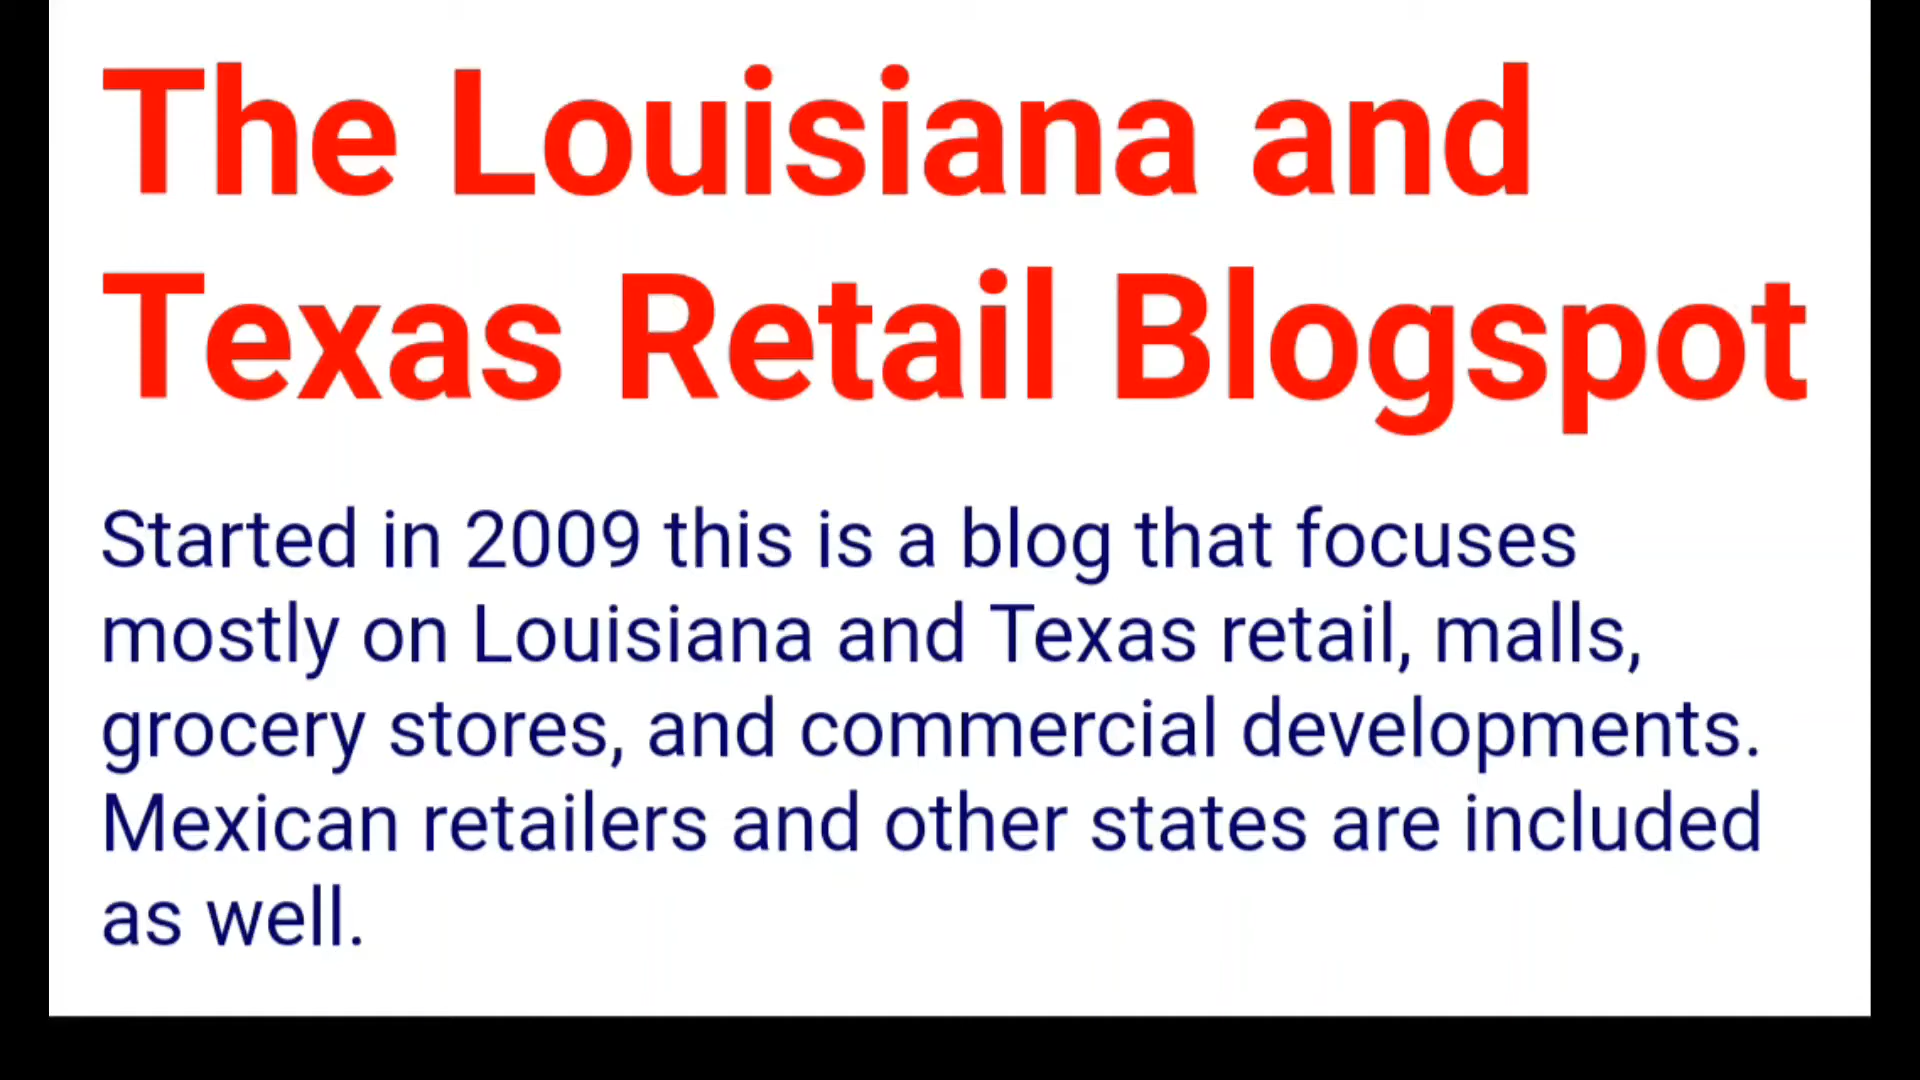 The Louisiana and
Texas Retail Blogspot
Started in 2009 this is a blog that focuses
mostly on Louisiana and Texas retail, malls,
grocery stores, and commercial developments.
Mexican retailers and other states are included
as well.